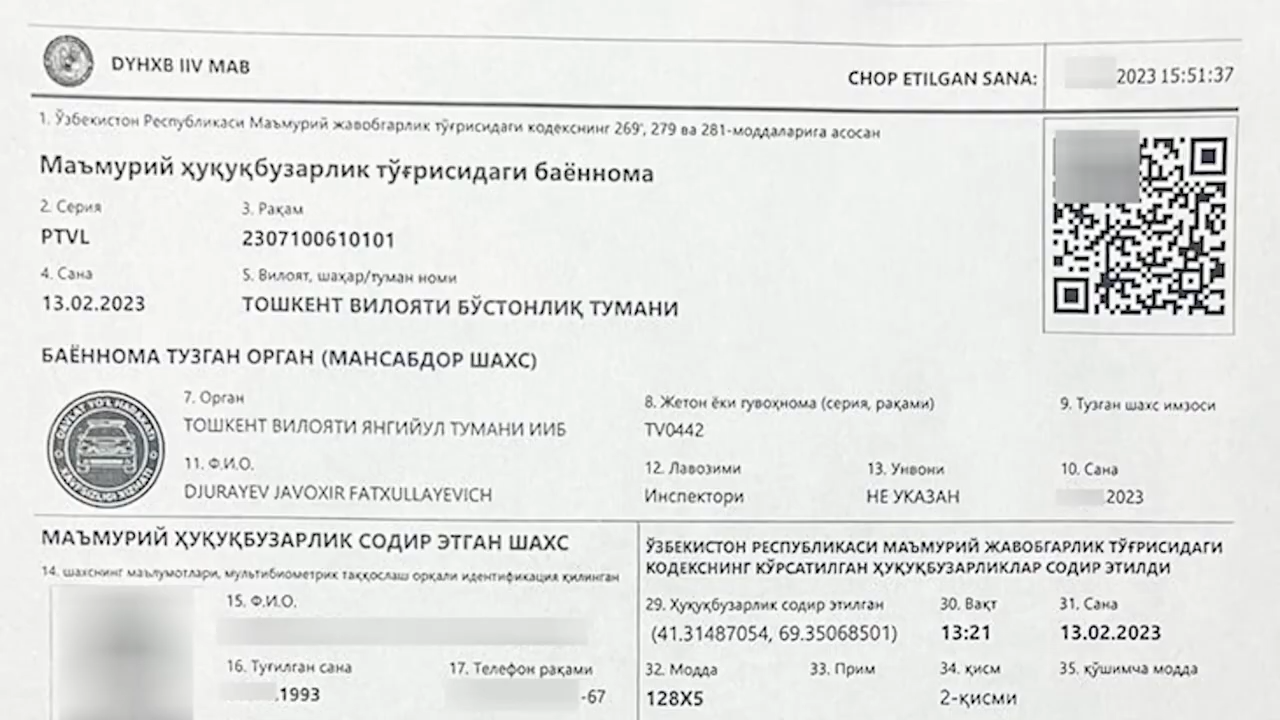 DYHXB IIV MAB
CHOP ETILGAN SANA: 2023 15:51:37
1. Ўзбекистон Республикаси Маъмурий жавобгарлик тўғрисидаги кодекснинг 269', 279 ва 281-моддаларига асосан
Маъмурий ҳуқуқбузарлик тўғрисидаги баённома
2. Серия 3. Рақам
PTVL 2307100610101
4. Сана 5. Вилоят, шаҳар/туман номи
13.02.2023 ТОШКЕНТ ВИЛОЯТИ БЎСТОНЛИҚ ТУМАНИ
БАЁННОМА ТУЗГАН ОРГАН (МАНСАБДОР ШАХС)
7. Орган 8. Жетон ёки гувоҳнома (серия, рақами) 9. Тузган шахс имзоси
ТОШКЕНТ ВИЛОЯТИ ЯНГИЙУЛ ТУМАНИ ИИБ TV0442
11. Ф.И.О. 12. Лавозими 13. Унвони 10. Сана
DJURAYEV JAVOXIR FATXULLAYEVICH Инспектори НЕ УКАЗАН 2023
DAVLAT YO'L HARAKATI
XAVFSIZLIGI XIZMATI
МАЪМУРИЙ ҲУҚУҚБУЗАРЛИК СОДИР ЭТГАН ШАХС
14. шахснинг маълумотлари, мультибиометрик таққослаш орқали идентификация қилинган
15. Ф.И.О.
16. Туғилган сана 17. Телефон рақами
.1993 -67
ЎЗБЕКИСТОН РЕСПУБЛИКАСИ МАЪМУРИЙ ЖАВОБГАРЛИК ТЎҒРИСИДАГИ
КОДЕКСНИНГ КЎРСАТИЛГАН ҲУҚУҚБУЗАРЛИКЛАР СОДИР ЭТИЛДИ
29. Ҳуқуқбузарлик содир этилган 30. Вақт 31. Сана
(41.31487054, 69.35068501) 13:21 13.02.2023
32. Модда 33. Прим 34. қисм 35. қўшимча модда
128X5 2-қисми